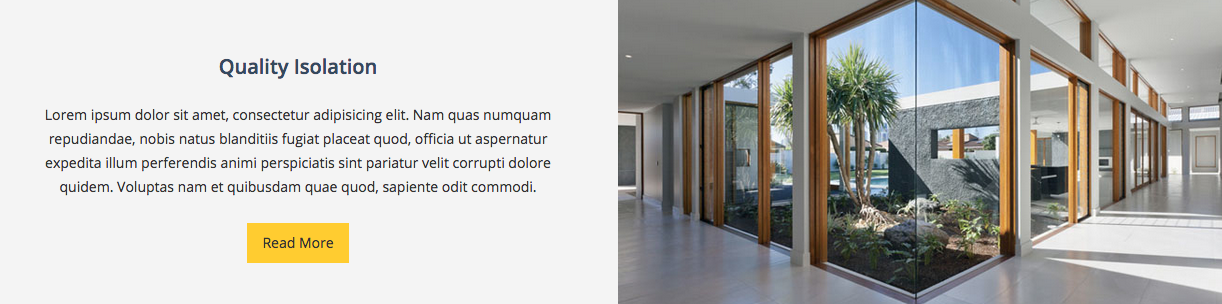 Quality Isolation
Lorem ipsum dolor sit amet, consectetur adipisicing elit. Nam quas numquam
repudiandae, nobis natus blanditiis fugiat placeat quod, officia ut aspernatur
expedita illum perferendis animi perspiciatis sint pariatur velit corrupti dolore
quidem. Voluptas nam et quibusdam quae quod, sapiente odit commodi.
Read More